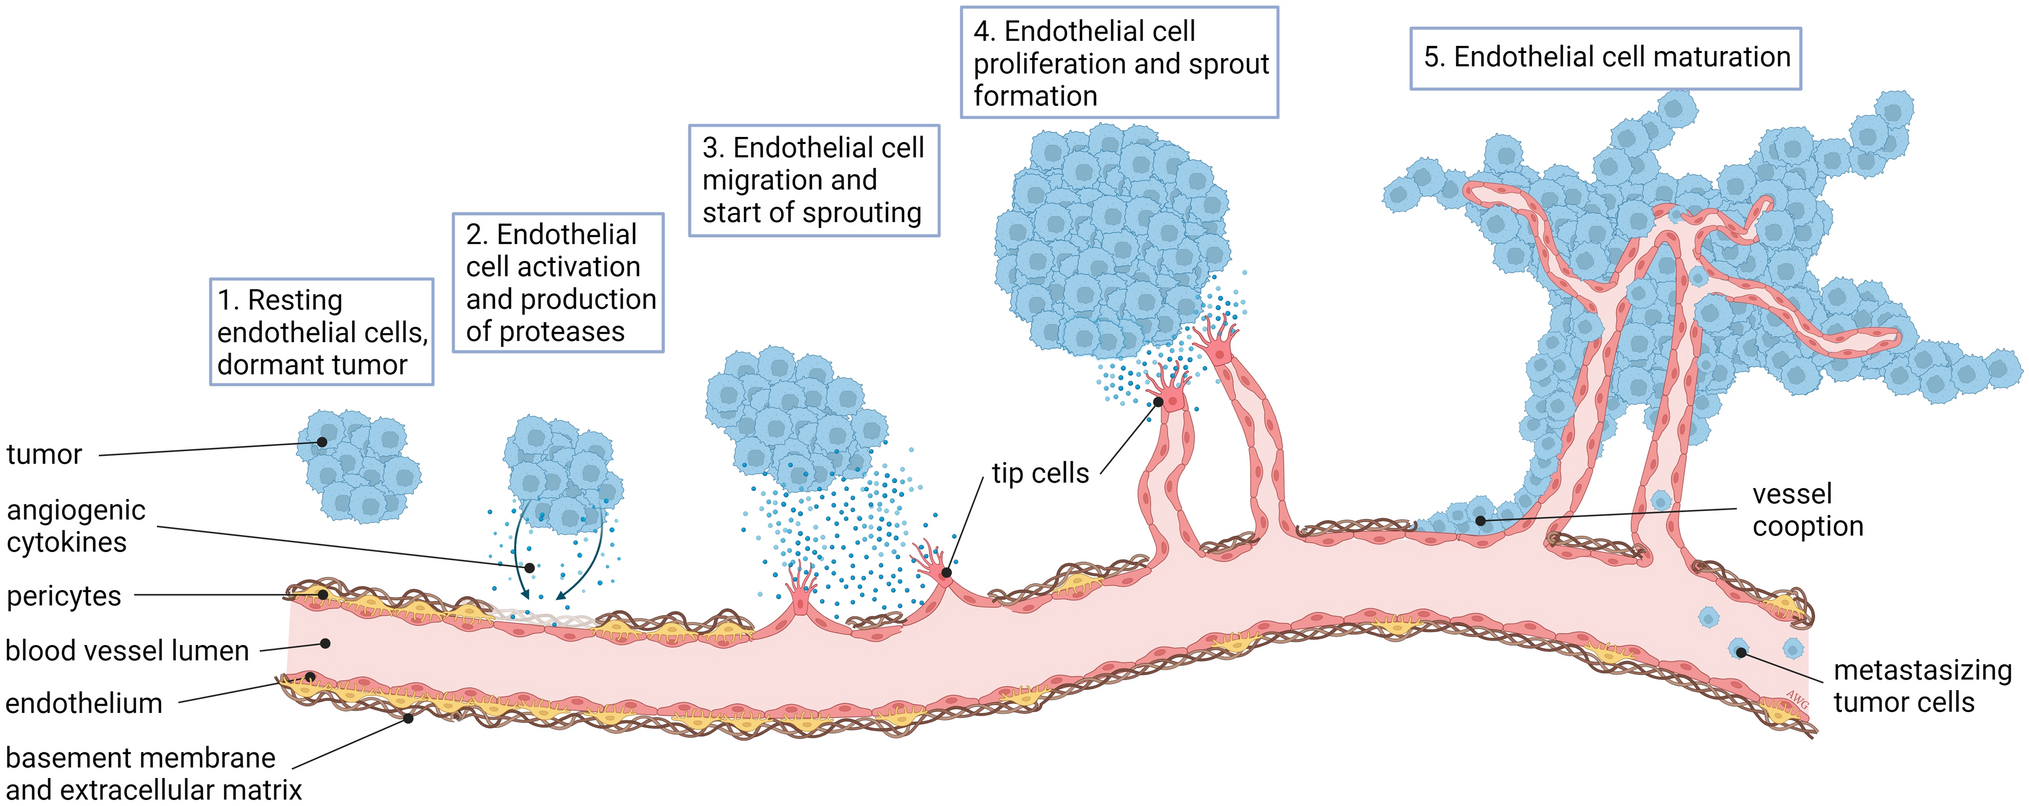 1. Resting
endothelial cells,
dormant tumor
2. Endothelial
cell activation
and production
of proteases
3. Endothelial cell
migration and
start of sprouting
4. Endothelial cell
proliferation and sprout
formation
5. Endothelial cell maturation
tumor
angiogenic
cytokines
pericytes
blood vessel lumen
endothelium
basement membrane
and extracellular matrix
tip cells
vessel
cooption
metastasizing
tumor cells
AWG